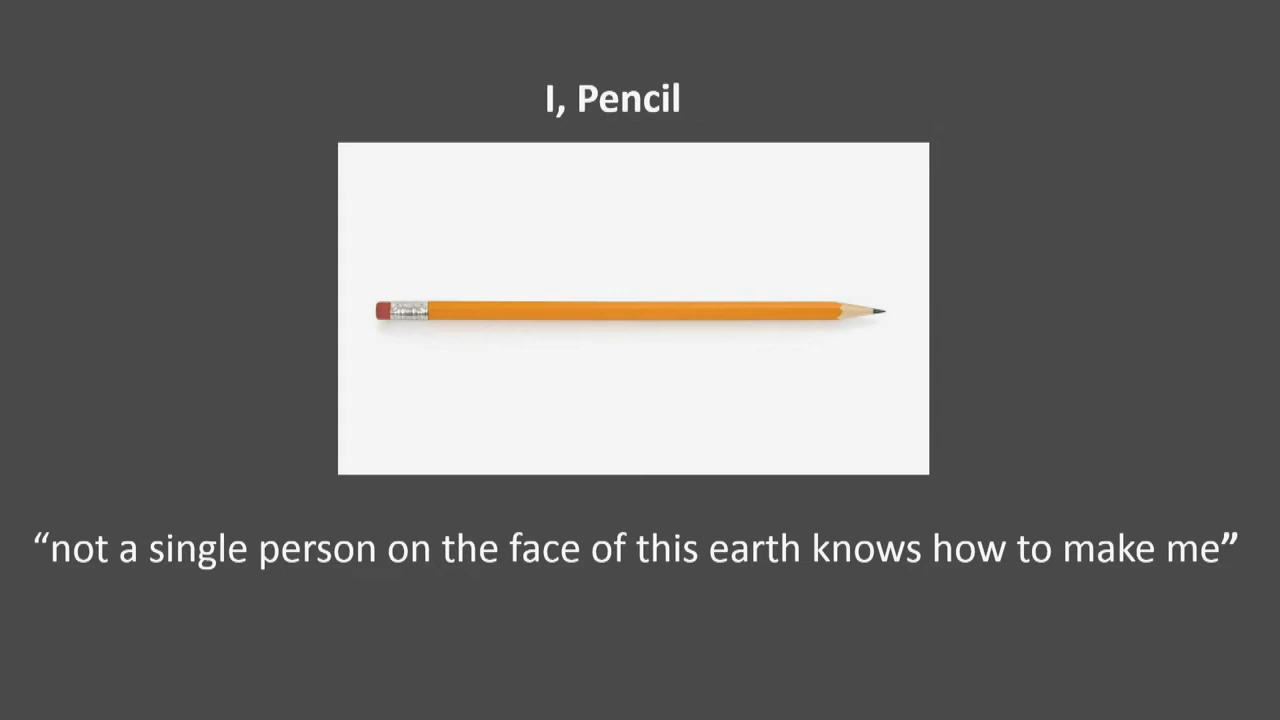 I, Pencil
“not a single person on the face of this earth knows how to make me”